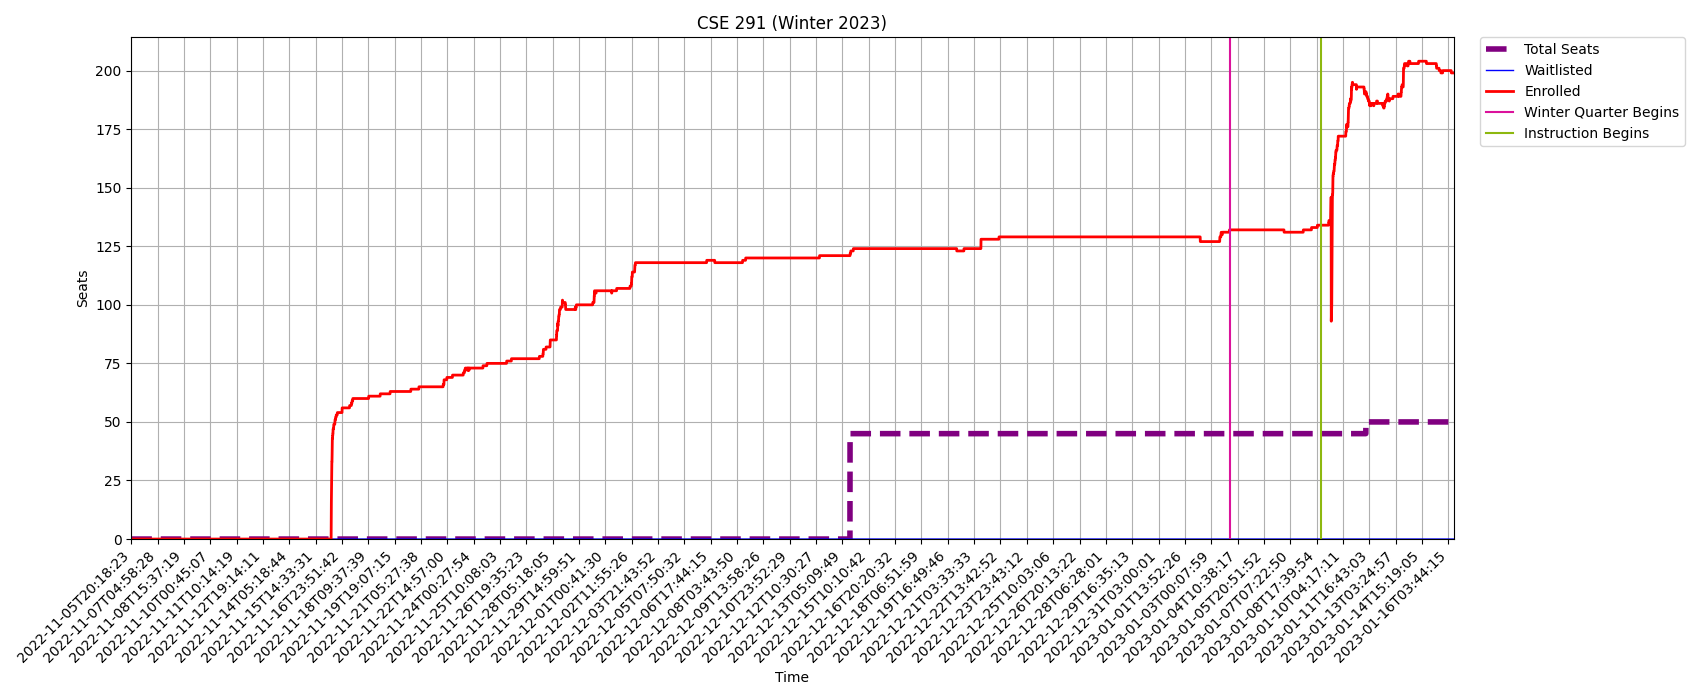 CSE 291 (Winter 2023)
Total Seats
Waitlisted
Enrolled
Winter Quarter Begins
Instruction Begins
Seats
200
175
150
125
100
75
50
25
0
2022-11-05T20:18:23
2022-11-07T04:58:28
2022-11-08T15:37:19
2022-11-10T00:45:07
2022-11-11T10:14:19
2022-11-12T19:14:11
2022-11-14T05:18:44
2022-11-15T14:33:31
2022-11-16T23:51:42
2022-11-18T09:37:39
2022-11-19T19:07:15
2022-11-21T05:27:38
2022-11-22T14:57:00
2022-11-24T00:27:54
2022-11-25T10:08:03
2022-11-26T19:35:23
2022-11-28T05:18:05
2022-11-29T14:59:51
2022-12-01T00:41:30
2022-12-02T11:55:26
2022-12-03T21:43:52
2022-12-05T07:50:32
2022-12-06T17:44:15
2022-12-08T03:43:50
2022-12-09T13:58:26
2022-12-10T23:52:29
2022-12-12T10:30:27
2022-12-13T05:09:49
2022-12-15T10:10:42
2022-12-16T20:20:32
2022-12-18T06:51:59
2022-12-19T16:49:46
2022-12-21T03:33:33
2022-12-22T13:42:52
2022-12-23T23:43:12
2022-12-25T10:03:06
2022-12-26T20:13:22
2022-12-28T06:28:01
2022-12-29T16:35:13
2022-12-31T03:00:01
2023-01-01T13:52:26
2023-01-03T00:07:59
2023-01-04T10:38:17
2023-01-05T20:51:52
2023-01-07T07:22:50
2023-01-08T17:39:54
2023-01-10T04:17:11
2023-01-11T16:43:03
2023-01-13T03:24:57
2023-01-14T15:19:05
2023-01-16T03:44:15
Time